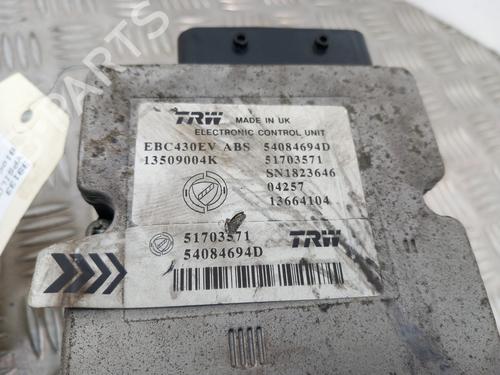 TRW MADE IN UK
ELECTRONIC CONTROL UNIT
EBC430EV ABS 54084694D
13509004K 51703571
SN1823646
04257
13664104
51703571 TRW
54084694D
PARTS